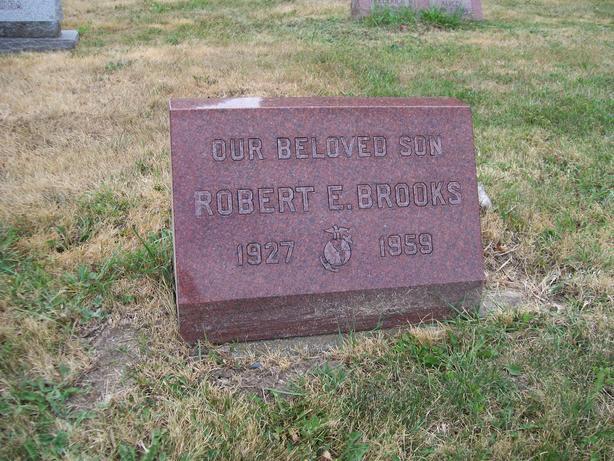 OUR BELOVED SON
ROBERT E. BROOKS
1927 1959